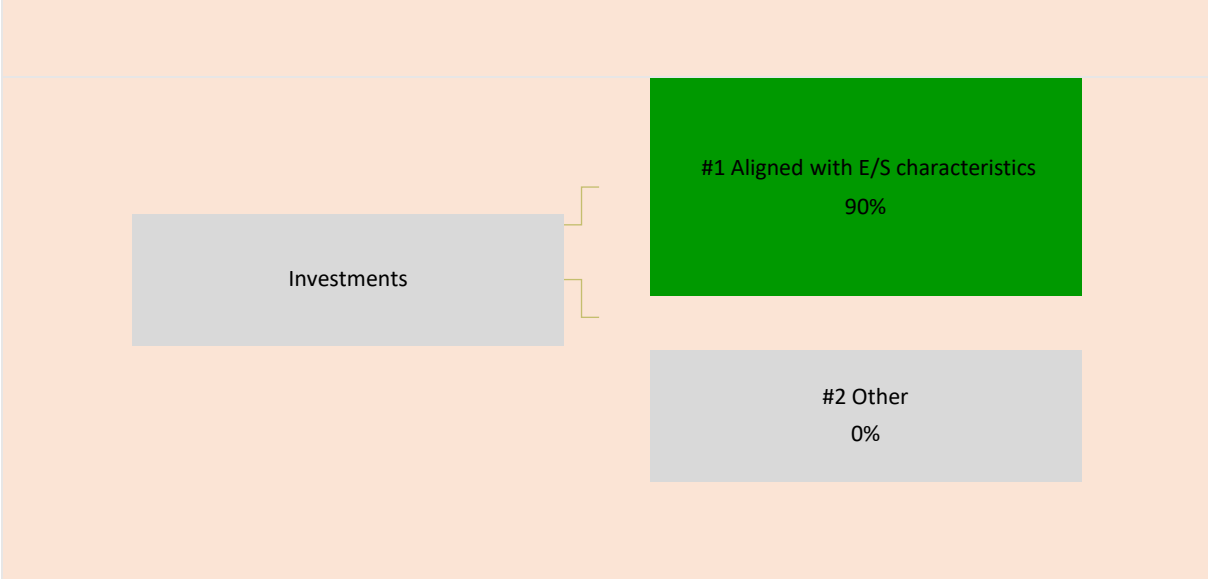 #1 Aligned with E/S characteristics
90%
Investments
#2 Other
0%